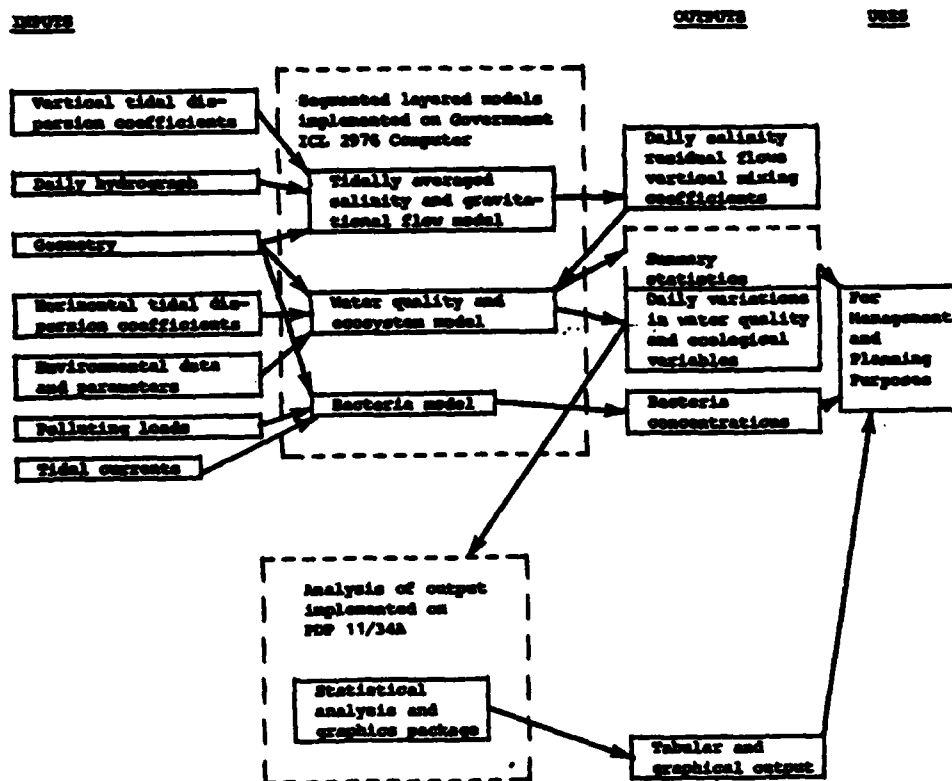 INPUTS
OUTPUTS
USES
Vertical tidal dis-
persion coefficients
Daily hydrograph
Geometry
Horizontal tidal dis-
persion coefficients
Environmental data
and parameters
Polluting loads
Tidal currents
Segmented layered models
implemented on Government
ICL 2976 Computer
Tidally averaged
salinity and gravita-
tional flow model
Water quality and
ecosystem model
Bacteria model
Daily salinity
residual flows
vertical mixing
coefficients
Summary
statistics
Daily variations
in water quality
and ecological
variables
Bacteria
concentrations
For
Management
and
Planning
Purposes
Analysis of output
implemented on
PDP 11/34A
Statistical
analysis and
graphics package
Tabular and
graphical output